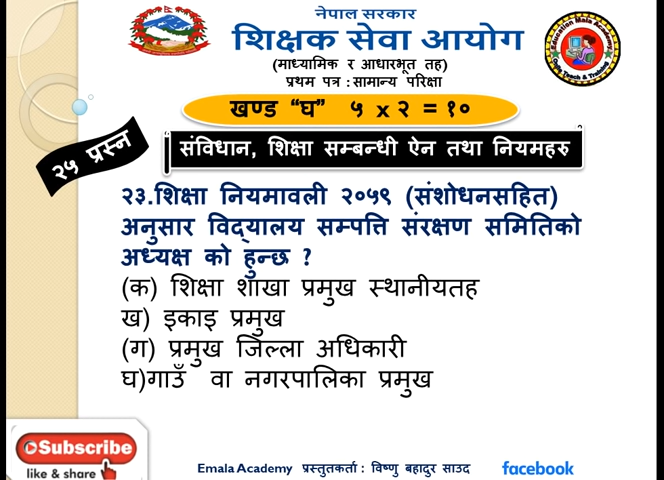 नेपाल सरकार
शिक्षक सेवा आयोग
(माध्यामिक र आधारभूत तह)
प्रथम पत्र : सामान्य परिक्षा
खण्ड “घ” ५ x २ = १०
२५ प्रस्न
संविधान, शिक्षा सम्बन्धी ऐन तथा नियमहरु
२३.शिक्षा नियमावली २०५९ (संशोधनसहित)
अनुसार विद्यालय सम्पत्ति संरक्षण समितिको
अध्यक्ष को हुन्छ ?
(क) शिक्षा शाखा प्रमुख स्थानीयतह
ख) इकाइ प्रमुख
(ग) प्रमुख जिल्ला अधिकारी
घ)गाउँ वा नगरपालिका प्रमुख
Subscribe
like & share
Emala Academy प्रस्तुतकर्ता : विष्णु बहादुर साउद
facebook